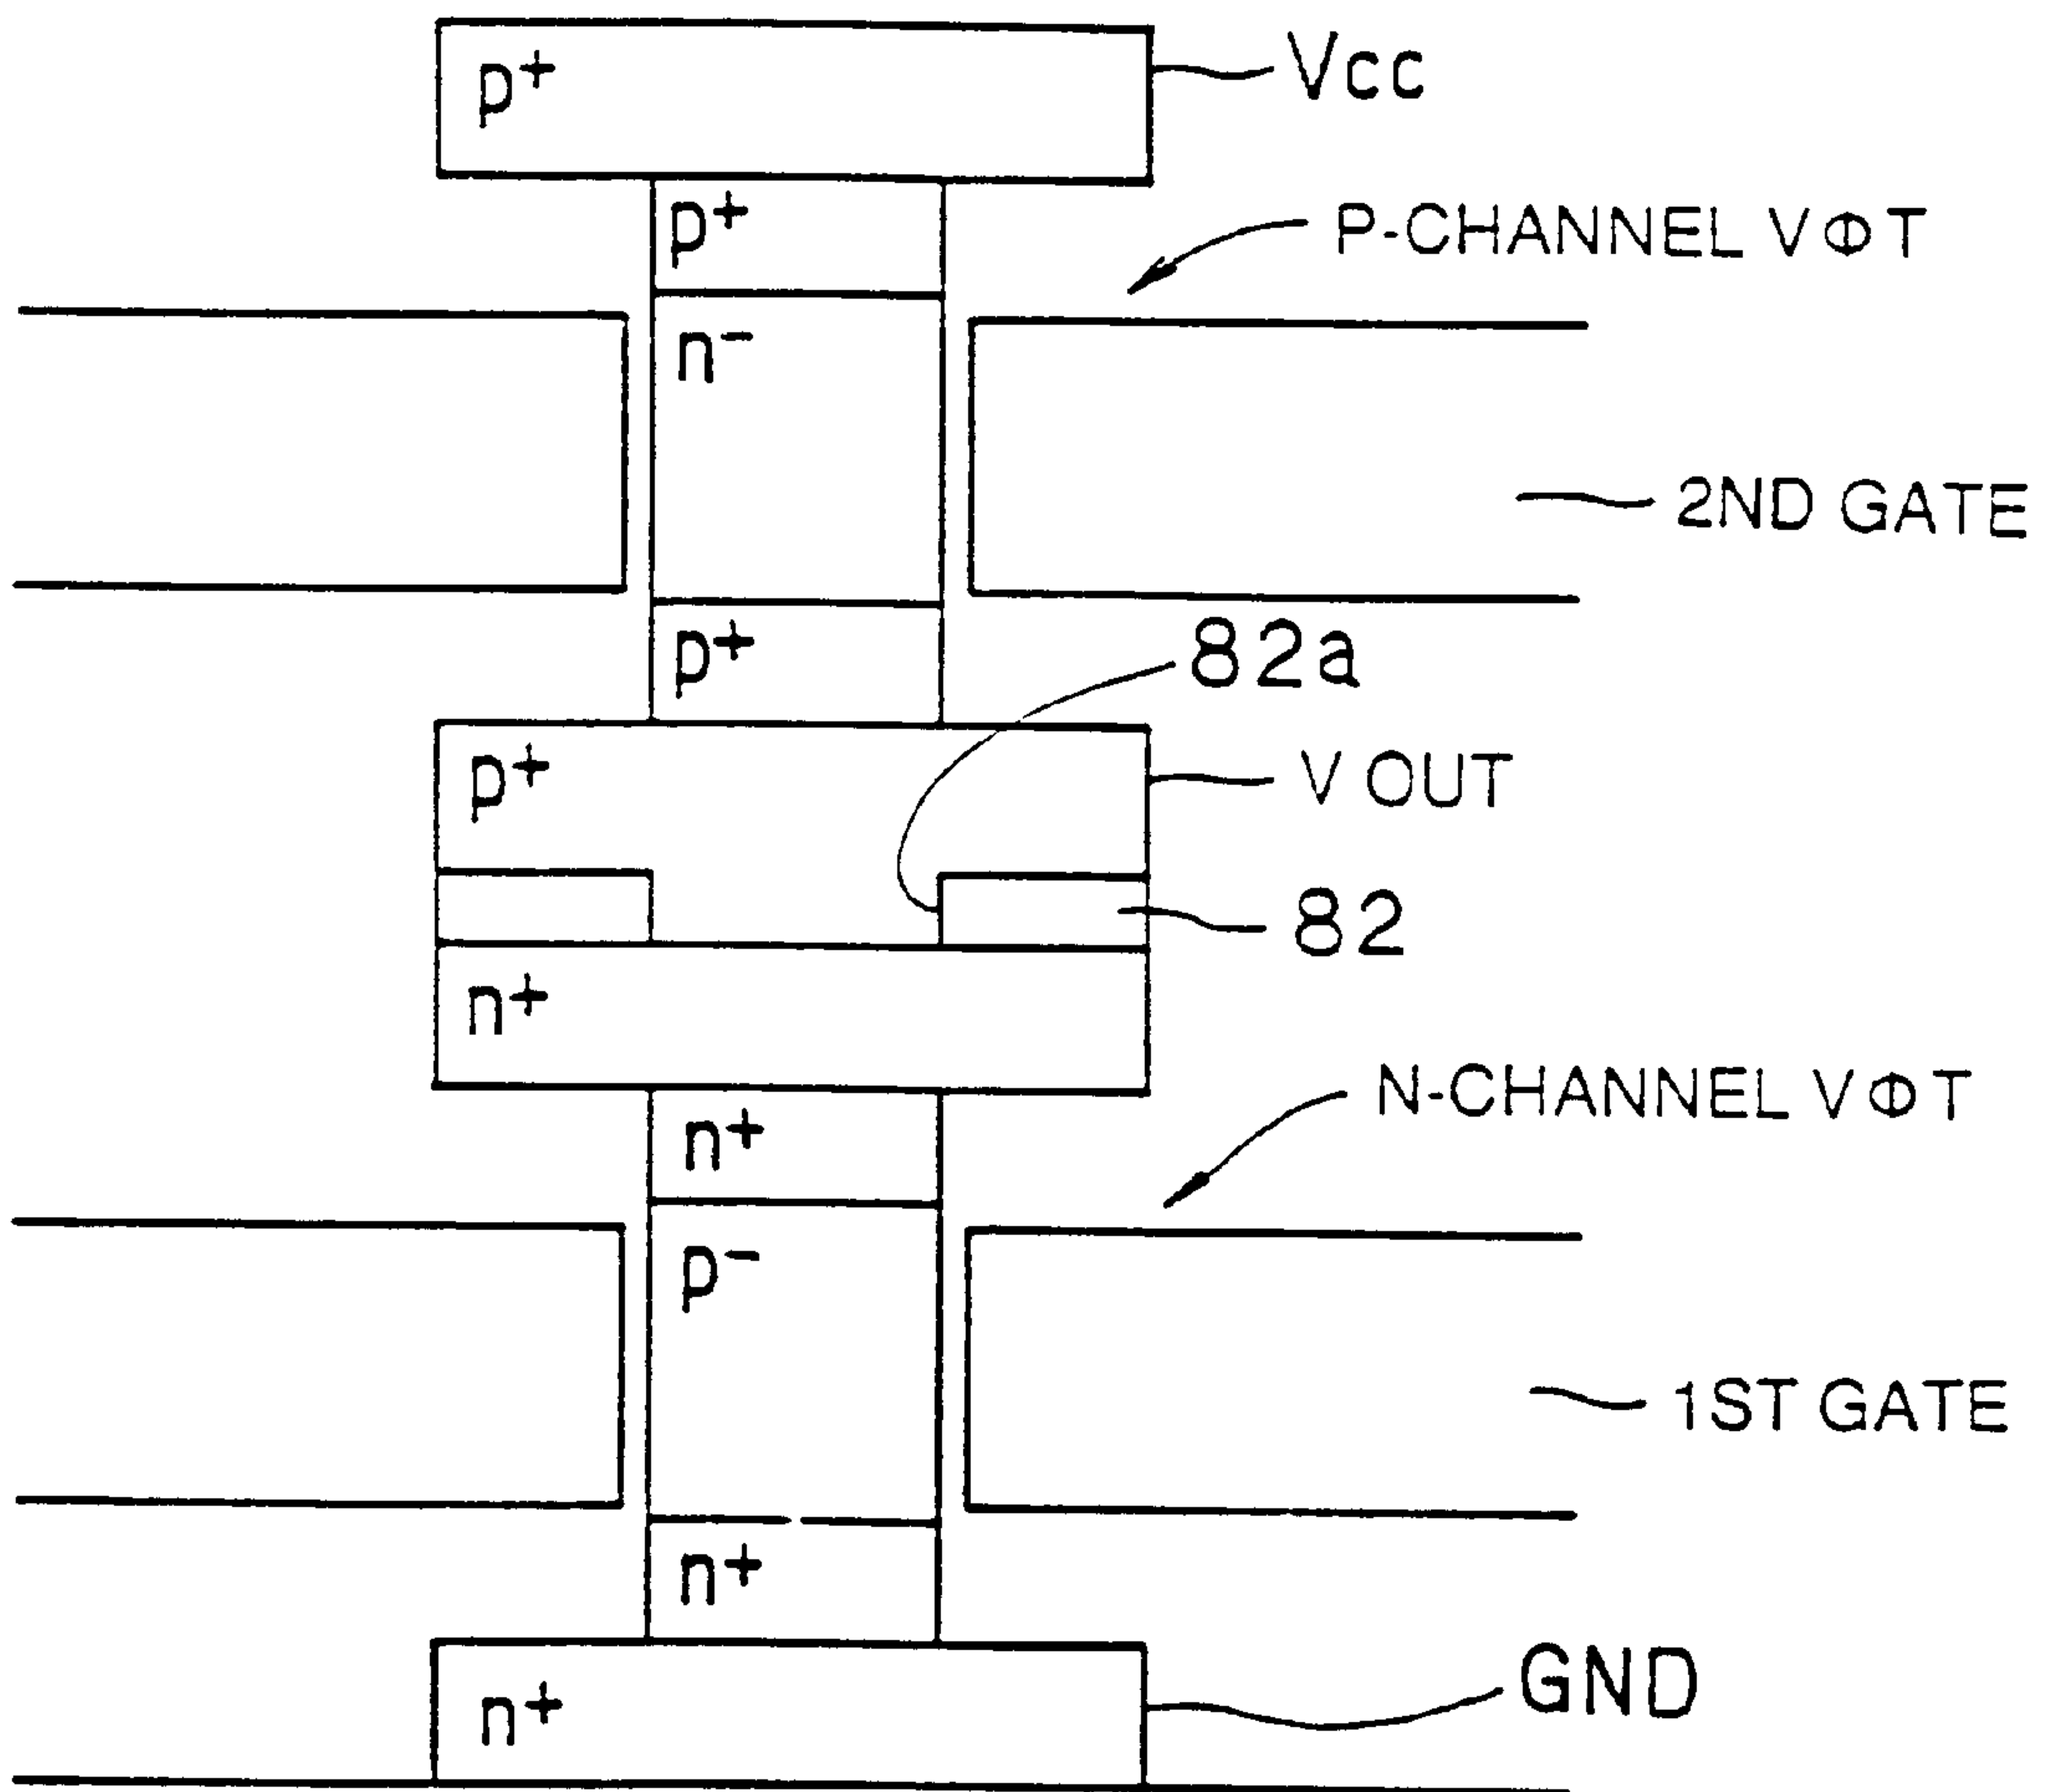 p+
Vcc
p+
P-CHANNEL VΦT
n-
2ND GATE
p+
82a
p+
V OUT
82
n+
n+
N-CHANNEL VΦT
p-
1ST GATE
n+
n+
GND